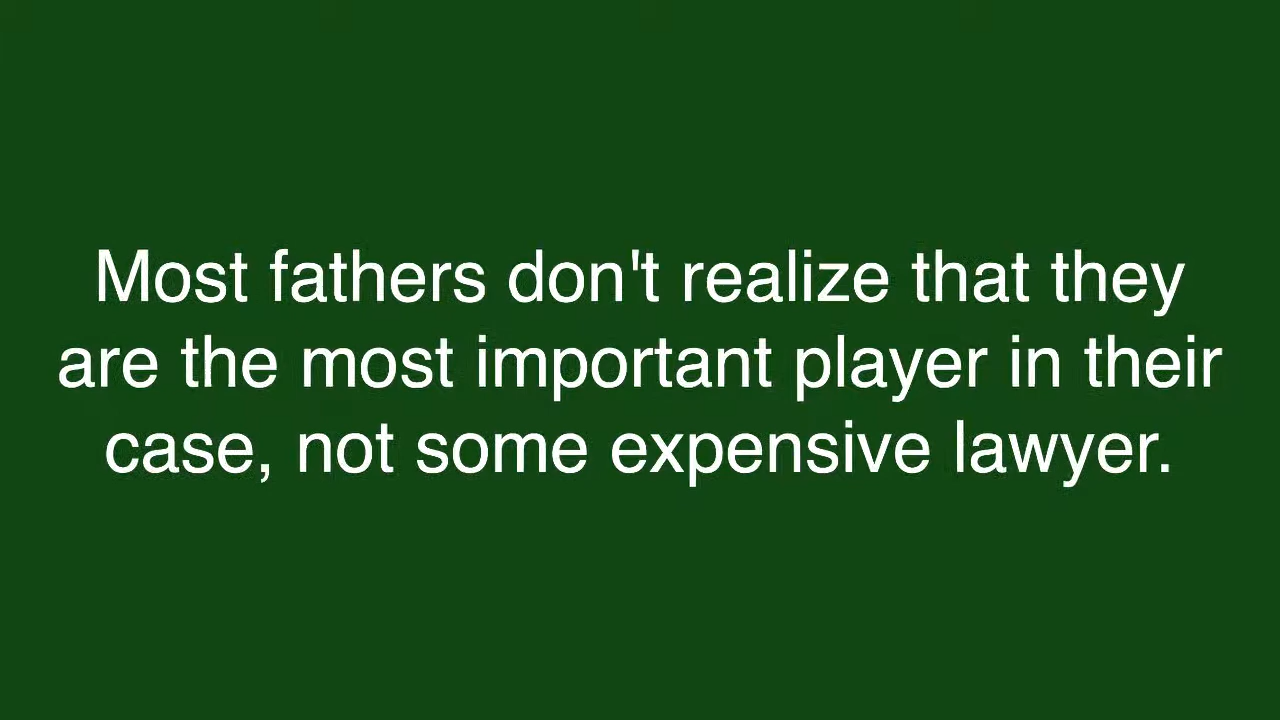 Most fathers don't realize that they
are the most important player in their
case, not some expensive lawyer.